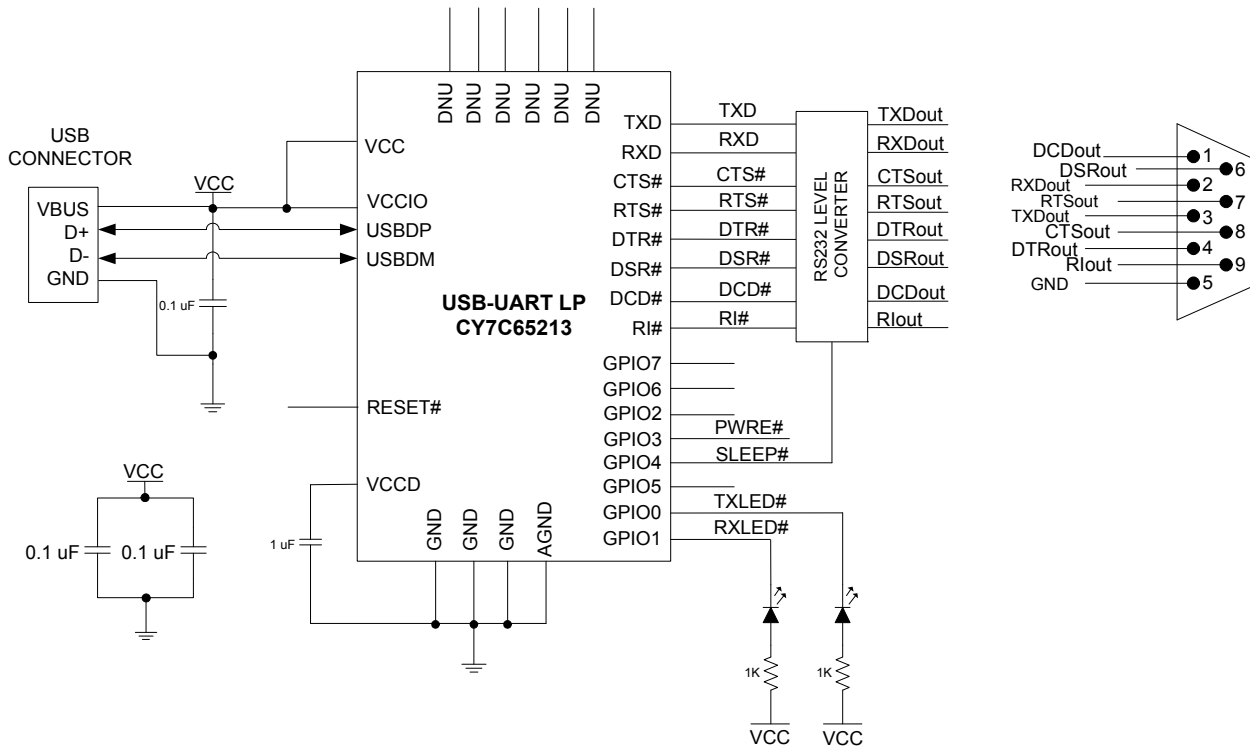 DNU
DNU
DNU
DNU
DNU
DNU
USB
CONNECTOR
VBUS
D+
D-
GND
VCC
0.1 uF
VCC
VCCIO
USBDP
USBDM
USB-UART LP
CY7C65213
RESET#
VCCD
1 uF
GND
GND
GND
AGND
VCC
0.1 uF
0.1 uF
TXD
RXD
CTS#
RTS#
DTR#
DSR#
DCD#
RI#
GPIO7
GPIO6
GPIO2
GPIO3
GPIO4
GPIO5
GPIO0
GPIO1
TXD
RXD
CTS#
RTS#
DTR#
DSR#
DCD#
RI#
PWRE#
SLEEP#
TXLED#
RXLED#
RS232 LEVEL
CONVERTER
TXDout
RXDout
CTSout
RTSout
DTRout
DSRout
DCDout
RIout
1K
1K
VCC
VCC
DCDout 1
DSRout 6
RXDout 2
RTSout 7
TXDout 3
CTSout 8
DTRout 4
RIout 9
GND 5